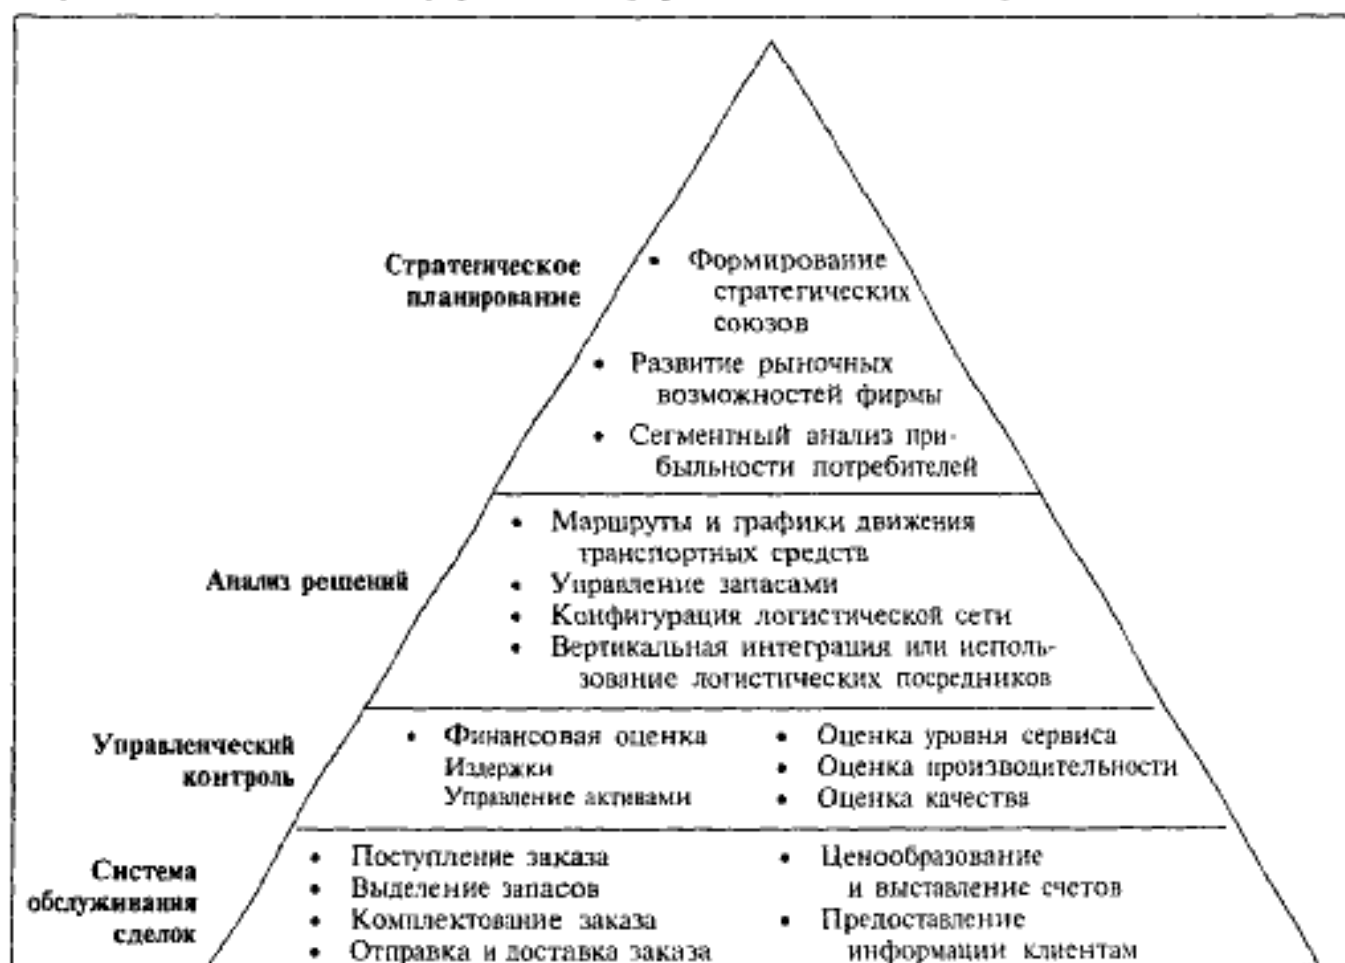 Стратегическое
планирование
• Формирование
стратегических
союзов
• Развитие рыночных
возможностей фирмы
• Сегментный анализ при-
быльности потребителей
Анализ решений
• Маршруты и графики движения
транспортных средств
• Управление запасами
• Конфигурация логистической сети
• Вертикальная интеграция или исполь-
зование логистических посредников
Управленческий
контроль
• Финансовая оценка
Издержки
Управление активами
• Оценка уровня сервиса
• Оценка производительности
• Оценка качества
Система
обслуживания
сделок
• Поступление заказа
• Выделение запасов
• Комплектование заказа
• Отправка и доставка заказа
• Ценообразование
и выставление счетов
• Предоставление
информации клиентам